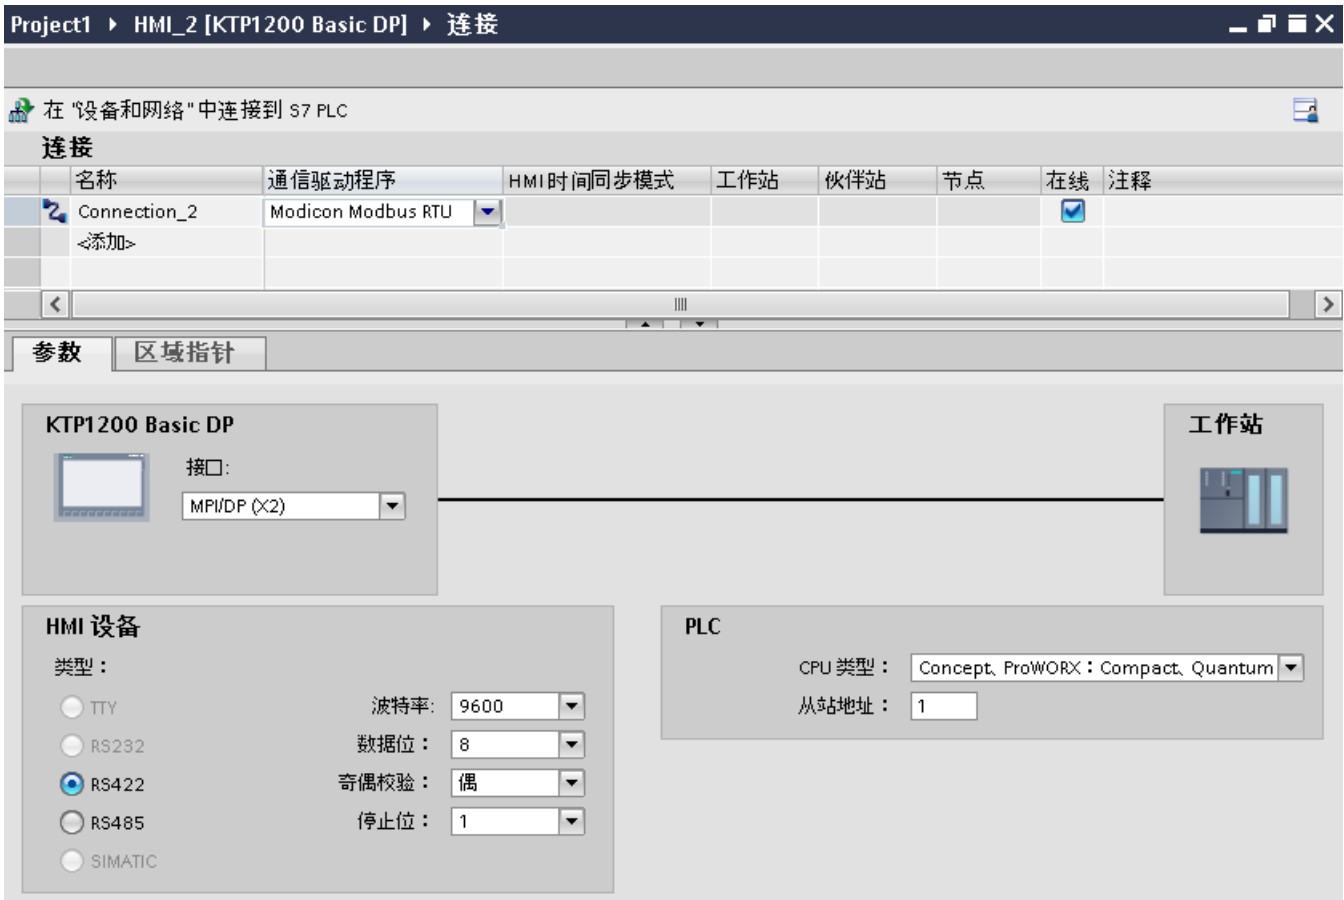 Project1 ▸ HMI_2 [KTP1200 Basic DP] ▸ 连接
在 "设备和网络" 中连接到 S7 PLC
连接
名称 通信驱动程序 HMI时间同步模式 工作站 伙伴站 节点 在线 注释
Connection_2 Modicon Modbus RTU
<添加>
参数 区域指针
KTP1200 Basic DP
接口:
MPI/DP (X2)
工作站
HMI 设备
类型：
TTY
RS232
RS422
RS485
SIMATIC
波特率: 9600
数据位： 8
奇偶校验： 偶
停止位： 1
PLC
CPU 类型： Concept、ProWORX：Compact、Quantum
从站地址： 1